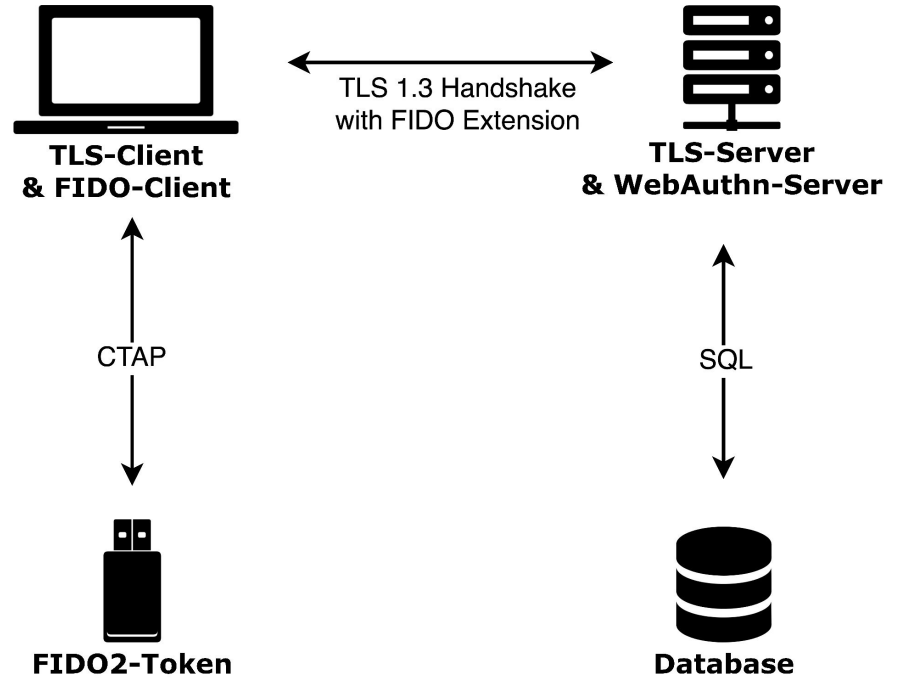 TLS 1.3 Handshake
with FIDO Extension
TLS-Client
& FIDO-Client
TLS-Server
& WebAuthn-Server
CTAP
SQL
FIDO2-Token
Database